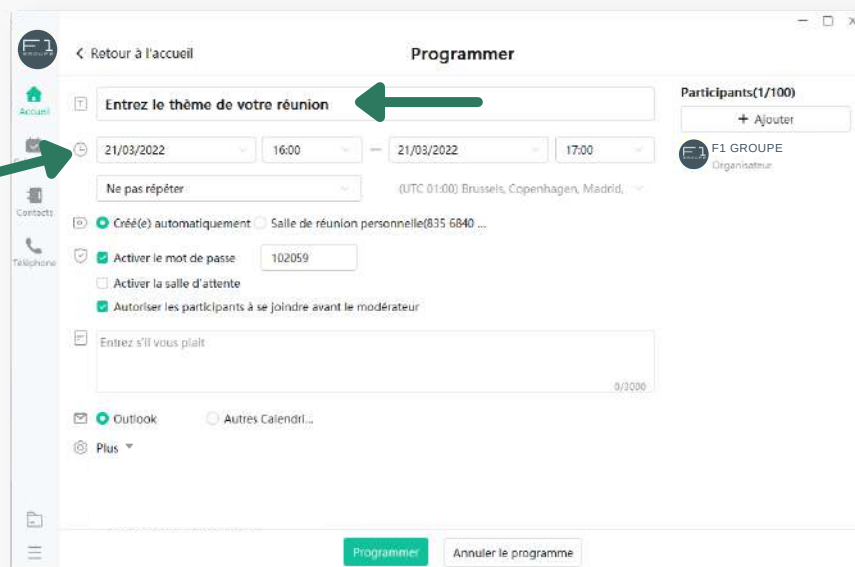 F1
GROUPE
Retour à l'accueil
Programmer
Accueil
Contacts
Téléphone
T
Entrez le thème de votre réunion
21/03/2022 16:00 — 21/03/2022 17:00
Ne pas répéter
(UTC 01:00) Brussels, Copenhagen, Madrid,
Créé(e) automatiquement Salle de réunion personnelle(835 6840 ...
Activer le mot de passe 102059
Activer la salle d'attente
Autoriser les participants à se joindre avant le modérateur
Entrez s'il vous plait
0/3000
Outlook Autres Calendri...
Plus
Programmer Annuler le programme
Participants(1/100)
+ Ajouter
F1 GROUPE
Organisateur